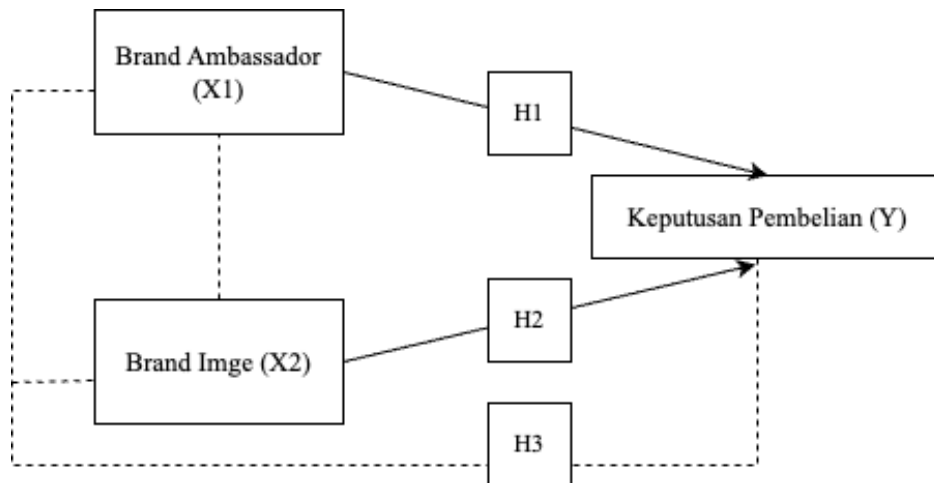 Brand Ambassador
(X1)
H1
Keputusan Pembelian (Y)
H2
Brand Imge (X2)
H3